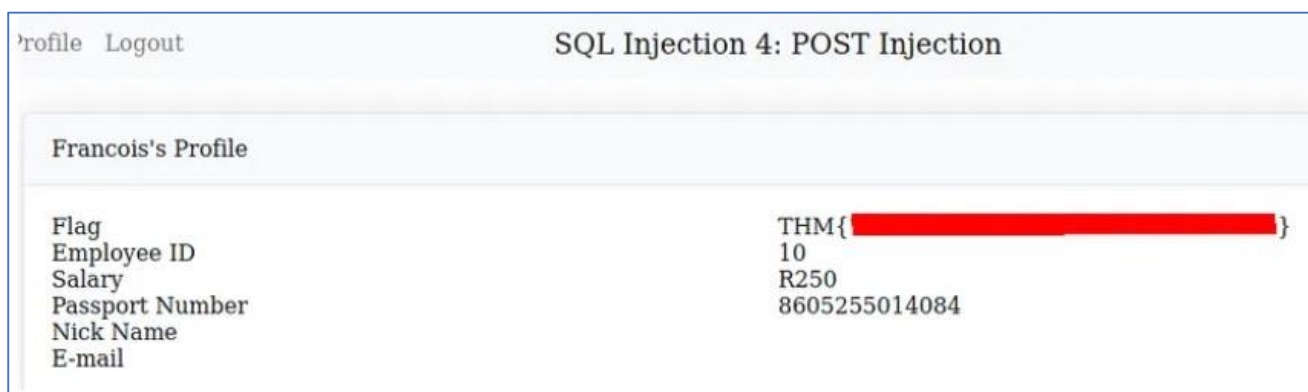 Profile Logout SQL Injection 4: POST Injection
Francois's Profile
Flag THM{ }
Employee ID 10
Salary R250
Passport Number 8605255014084
Nick Name
E-mail